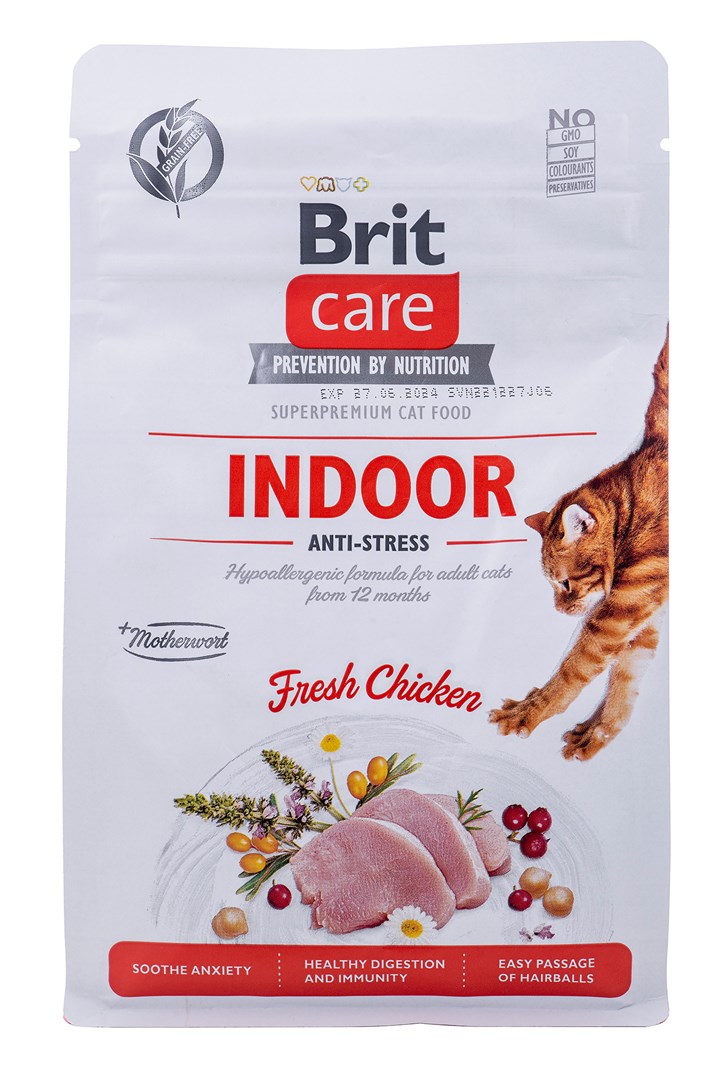 GRAIN-FREE
NO
GMO
SOY
COLOURANTS
PRESERVATIVES
Brit
care
PREVENTION BY NUTRITION
EXP 27.06.2024 SVN221227J06
SUPERPREMIUM CAT FOOD
INDOOR
ANTI-STRESS
Hypoallergenic formula for adult cats
from 12 months
+Motherwort
Fresh Chicken
SOOTHE ANXIETY
HEALTHY DIGESTION
AND IMMUNITY
EASY PASSAGE
OF HAIRBALLS